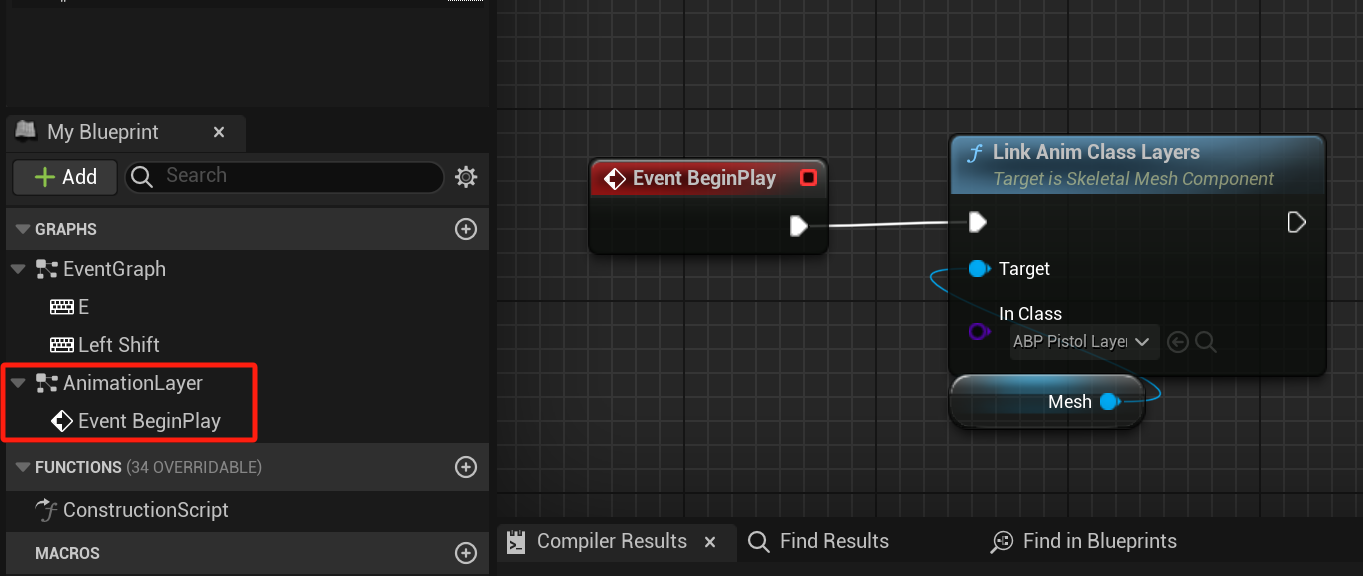 My Blueprint
Add
Search
GRAPHS
EventGraph
E
Left Shift
AnimationLayer
Event BeginPlay
FUNCTIONS (34 OVERRIDABLE)
ConstructionScript
MACROS
Event BeginPlay
Link Anim Class Layers
Target is Skeletal Mesh Component
Target
In Class
ABP Pistol Layer
Mesh
Compiler Results
Find Results
Find in Blueprints